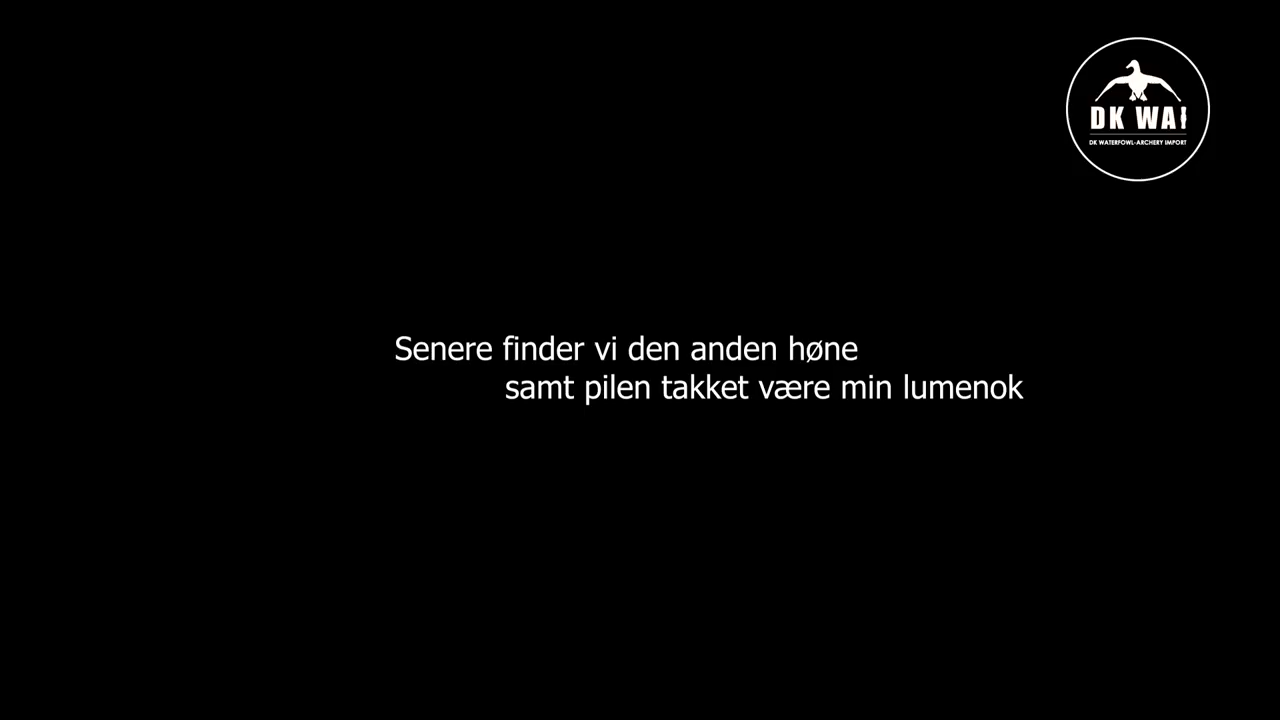 DK WAI
DK WATERFOWL-ARCHERY IMPORT
Senere finder vi den anden høne
samt pilen takket være min lumenok